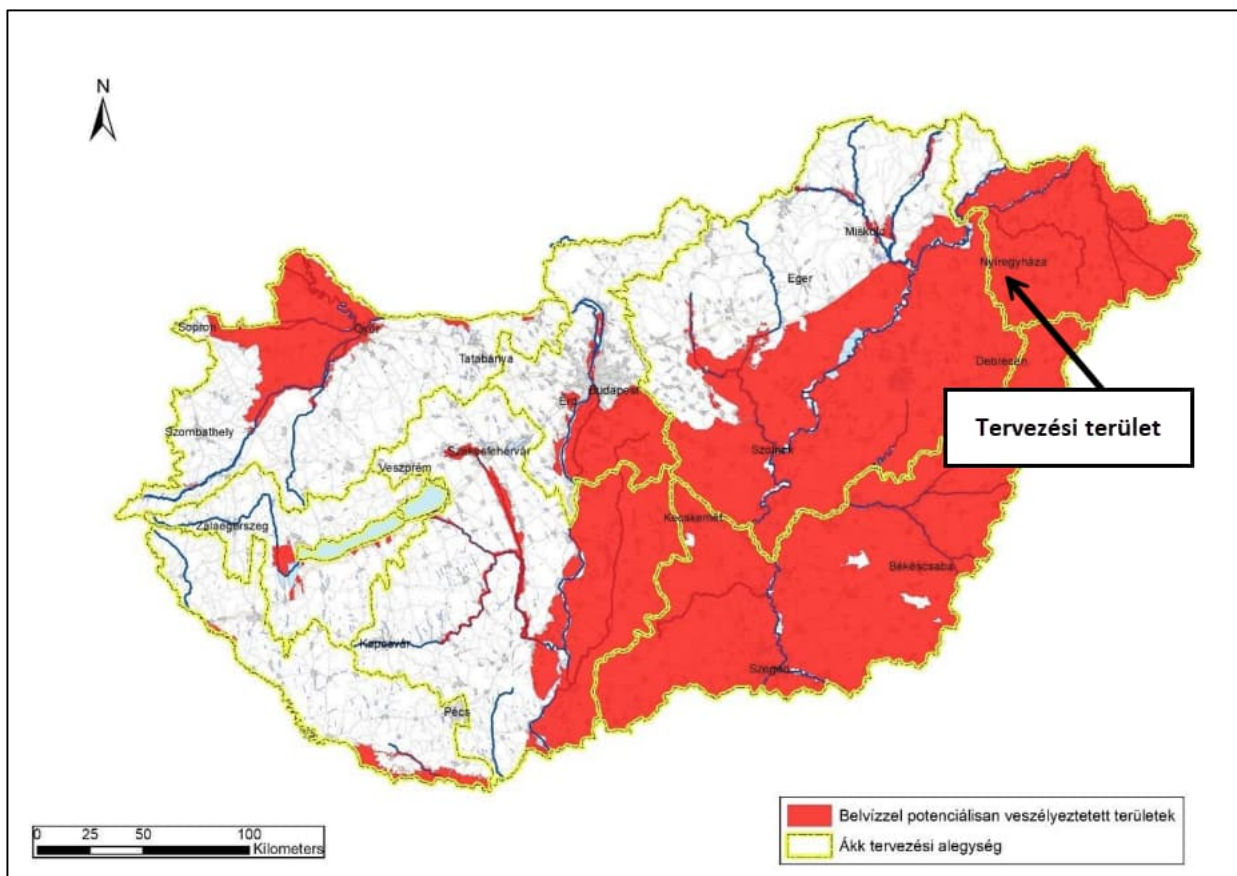 N
Miskolc
Nyíregyháza
Eger
Sopron
Győr
Tatabánya
Debrecen
Budapest
Érd
Tervezési terület
Szombathely
Székesfehérvár
Szolnok
Veszprém
Kecskemét
Zalaegerszeg
Békéscsaba
Kaposvár
Szeged
Pécs
0 25 50 100
Kilometers
Belvízzel potenciálisan veszélyeztetett területek
Ákk tervezési alegység